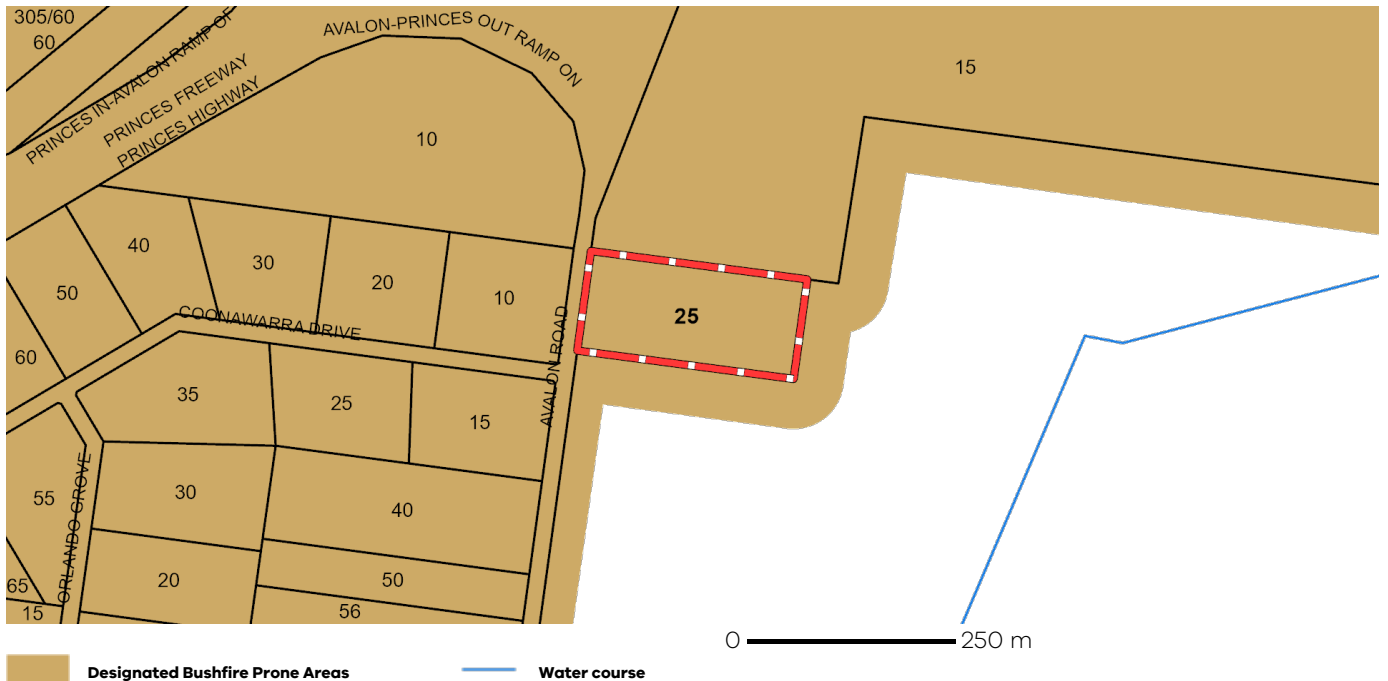 305/60
60
PRINCES IN-AVALON RAMP OF
PRINCES FREEWAY
PRINCES HIGHWAY
AVALON-PRINCES OUT RAMP ON
15
10
40
30
20
10
50
60
COONAWARRA DRIVE
AVALON ROAD
25
35
25
15
55
ORLANDO GROVE
30
40
65
20
50
15
56
0 250 m
Designated Bushfire Prone Areas
Water course